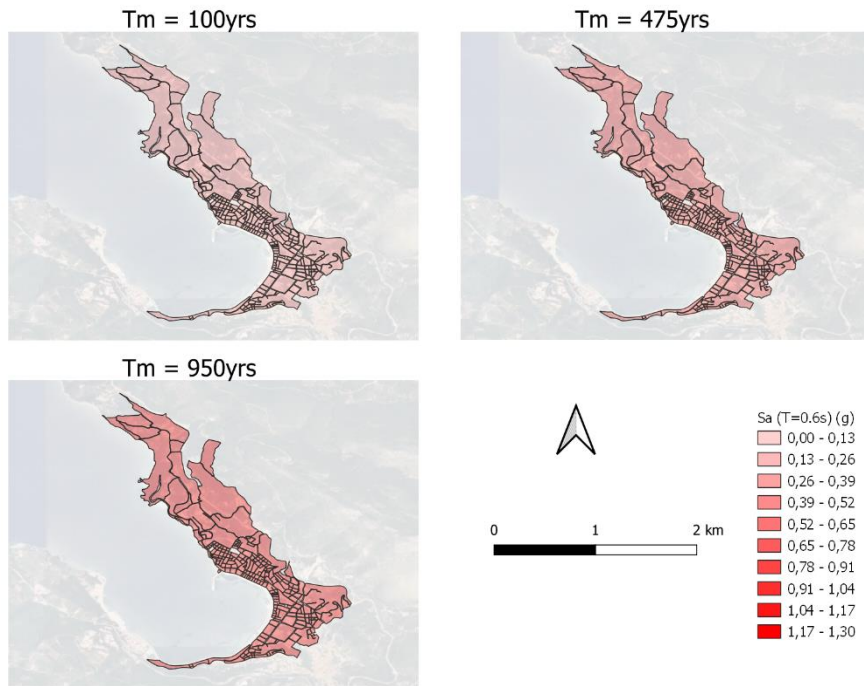 Tm = 100yrs
Tm = 475yrs
Tm = 950yrs
0 1 2 km
Sa (T=0.6s) (g)
0,00 - 0,13
0,13 - 0,26
0,26 - 0,39
0,39 - 0,52
0,52 - 0,65
0,65 - 0,78
0,78 - 0,91
0,91 - 1,04
1,04 - 1,17
1,17 - 1,30